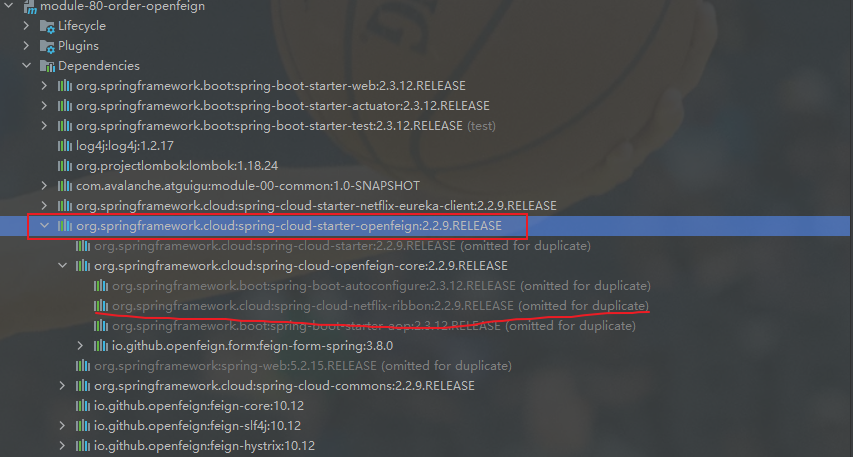 module-80-order-openfeign
Lifecycle
Plugins
Dependencies
org.springframework.boot:spring-boot-starter-web:2.3.12.RELEASE
org.springframework.boot:spring-boot-starter-actuator:2.3.12.RELEASE
org.springframework.boot:spring-boot-starter-test:2.3.12.RELEASE (test)
log4j:log4j:1.2.17
org.projectlombok:lombok:1.18.24
com.avalanche.atguigu:module-00-common:1.0-SNAPSHOT
org.springframework.cloud:spring-cloud-starter-netflix-eureka-client:2.2.9.RELEASE
org.springframework.cloud:spring-cloud-starter-openfeign:2.2.9.RELEASE
org.springframework.cloud:spring-cloud-starter:2.2.9.RELEASE (omitted for duplicate)
org.springframework.cloud:spring-cloud-openfeign-core:2.2.9.RELEASE
org.springframework.boot:spring-boot-autoconfigure:2.3.12.RELEASE (omitted for duplicate)
org.springframework.cloud:spring-cloud-netflix-ribbon:2.2.9.RELEASE (omitted for duplicate)
org.springframework.boot:spring-boot-starter-aop:2.3.12.RELEASE (omitted for duplicate)
io.github.openfeign.form:feign-form-spring:3.8.0
org.springframework:spring-web:5.2.15.RELEASE (omitted for duplicate)
org.springframework.cloud:spring-cloud-commons:2.2.9.RELEASE
io.github.openfeign:feign-core:10.12
io.github.openfeign:feign-slf4j:10.12
io.github.openfeign:feign-hystrix:10.12